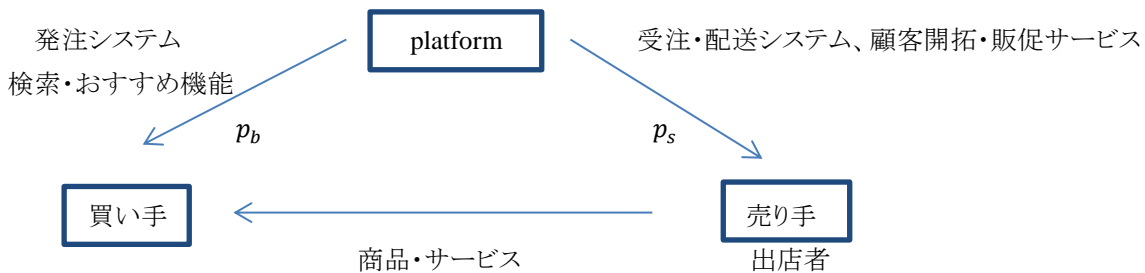 発注システム
platform
受注・配送システム、顧客開拓・販促サービス
検索・おすすめ機能
p_b
p_s
買い手
売り手
商品・サービス
出店者